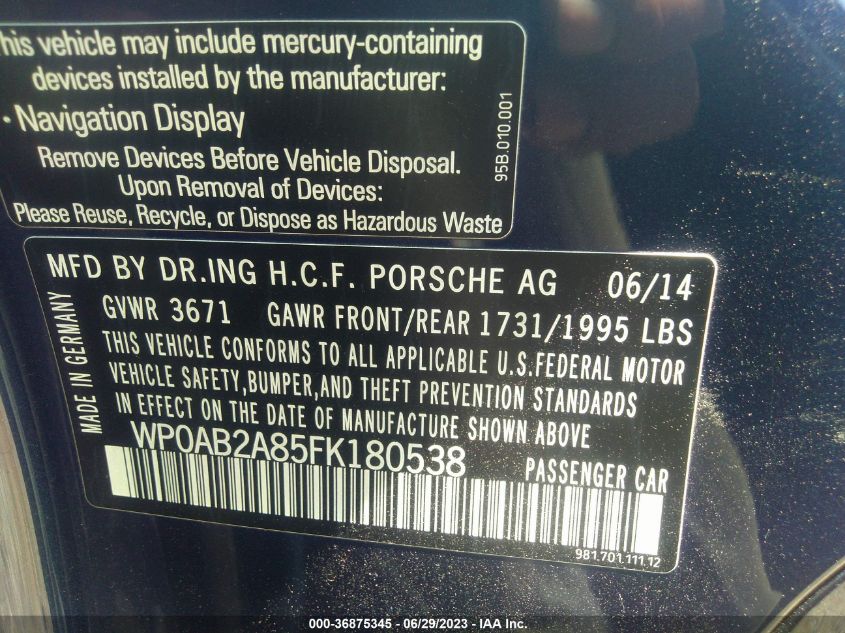 his vehicle may include mercury-containing
devices installed by the manufacturer:
• Navigation Display
Remove Devices Before Vehicle Disposal.
Upon Removal of Devices:
Please Reuse, Recycle, or Dispose as Hazardous Waste
95B.010.001
MFD BY DR.ING H.C.F. PORSCHE AG 06/14
GVWR 3671 GAWR FRONT/REAR 1731/1995 LBS
THIS VEHICLE CONFORMS TO ALL APPLICABLE U.S.FEDERAL MOTOR
VEHICLE SAFETY,BUMPER,AND THEFT PREVENTION STANDARDS
IN EFFECT ON THE DATE OF MANUFACTURE SHOWN ABOVE
MADE IN GERMANY
WP0AB2A85FK180538 PASSENGER CAR
981.701.111.12
000-36875345 - 06/29/2023 - IAA Inc.